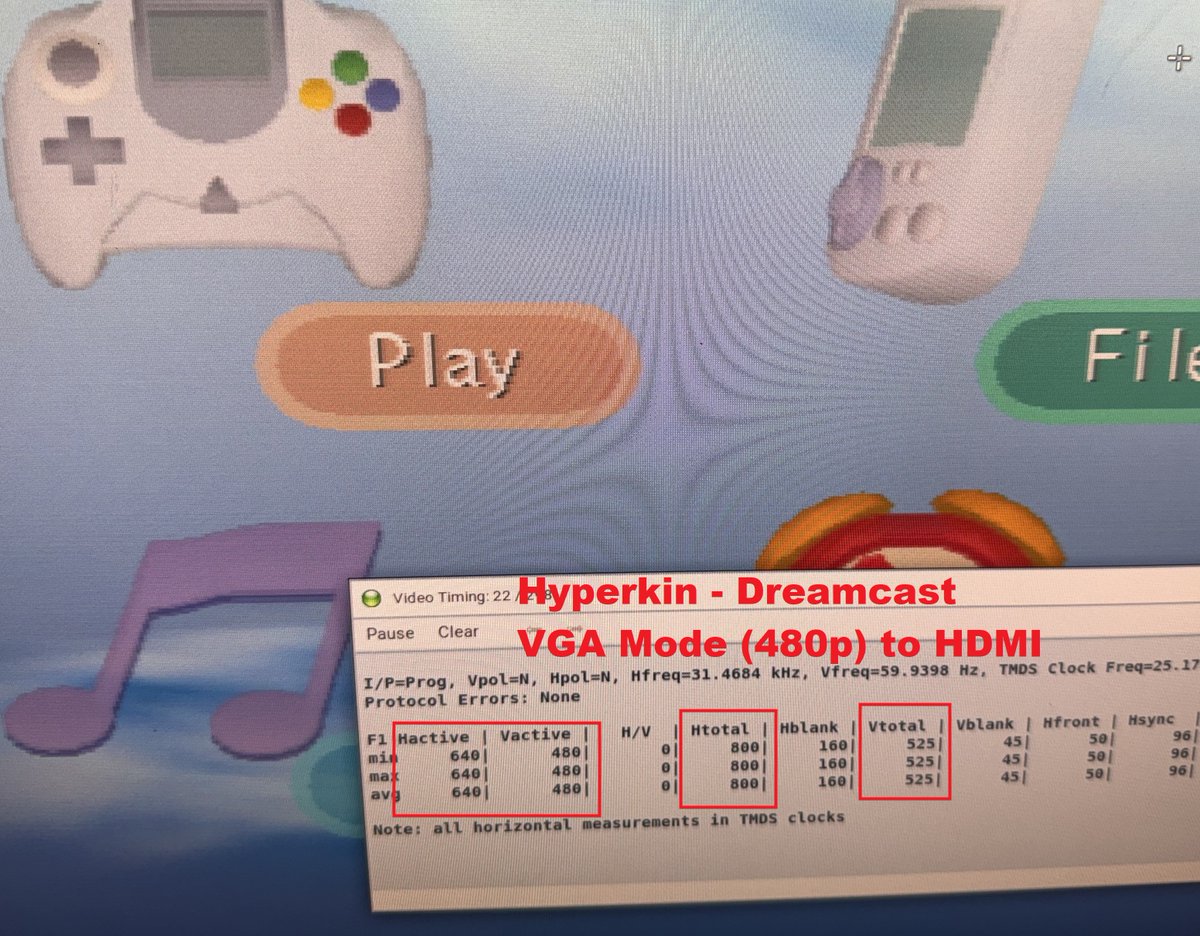 Play
File
Hyperkin - Dreamcast
Video Timing: 22 /
VGA Mode (480p) to HDMI
Pause Clear
I/P=Prog, Vpol=N, Hpol=N, Hfreq=31.4684 kHz, Vfreq=59.9398 Hz, TMDS Clock Freq=25.17
Protocol Errors: None
F1 Hactive | Vactive | H/V | Htotal | Hblank | Vtotal | Vblank | Hfront | Hsync |
min 640| 480| 0| 800| 160| 525| 45| 50| 96|
max 640| 480| 0| 800| 160| 525| 45| 50| 96|
avg 640| 480| 0| 800| 160| 525| 45| 50| 96|
Note: all horizontal measurements in TMDS clocks